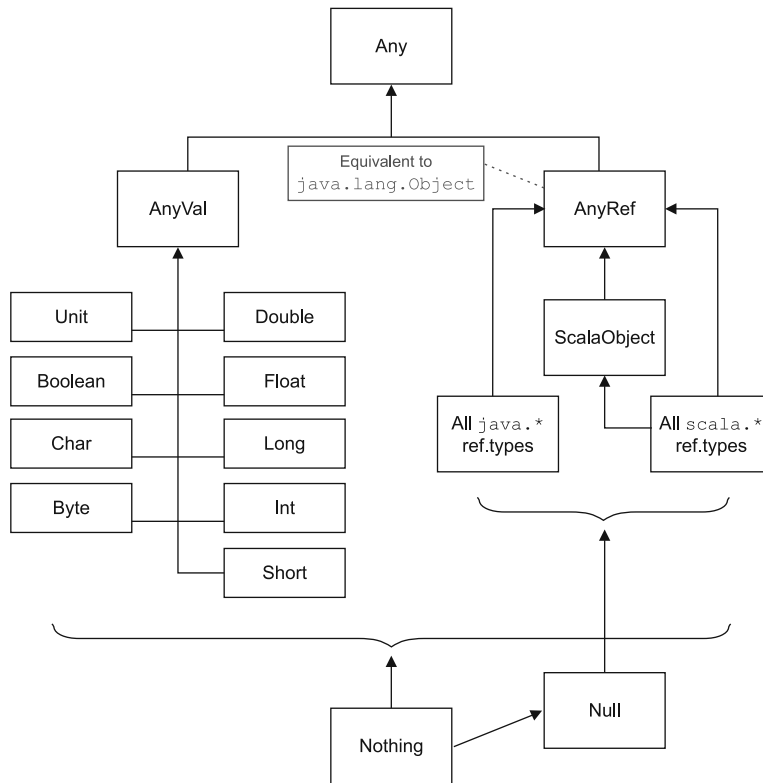 Any
Equivalent to
java.lang.Object
AnyVal
AnyRef
Unit
Double
ScalaObject
Boolean
Float
All java.*
ref.types
All scala.*
ref.types
Char
Long
Byte
Int
Short
Null
Nothing